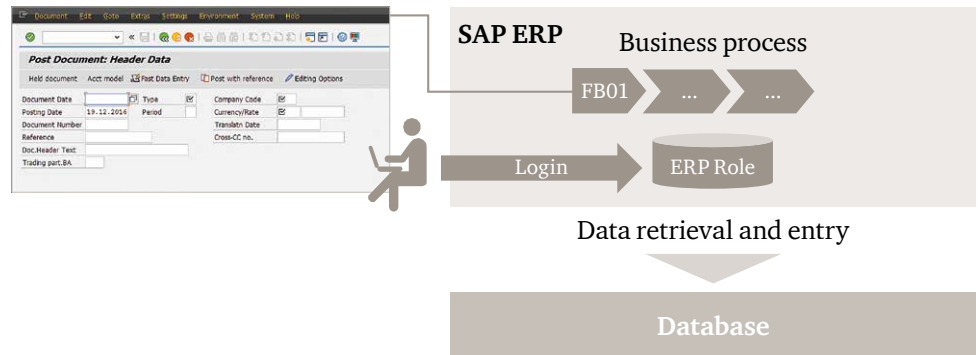 Document Edit Goto Extras Settings Environment System Help
Post Document: Header Data
Held document Acct model Fast Data Entry Post with reference Editing Options
Document Date Type Company Code
Posting Date 19.12.2016 Period Currency/Rate
Document Number Translatn Date
Reference Cross-CC no.
Doc.Header Text
Trading part.BA
SAP ERP
Business process
FB01 ... ...
Login
ERP Role
Data retrieval and entry
Database